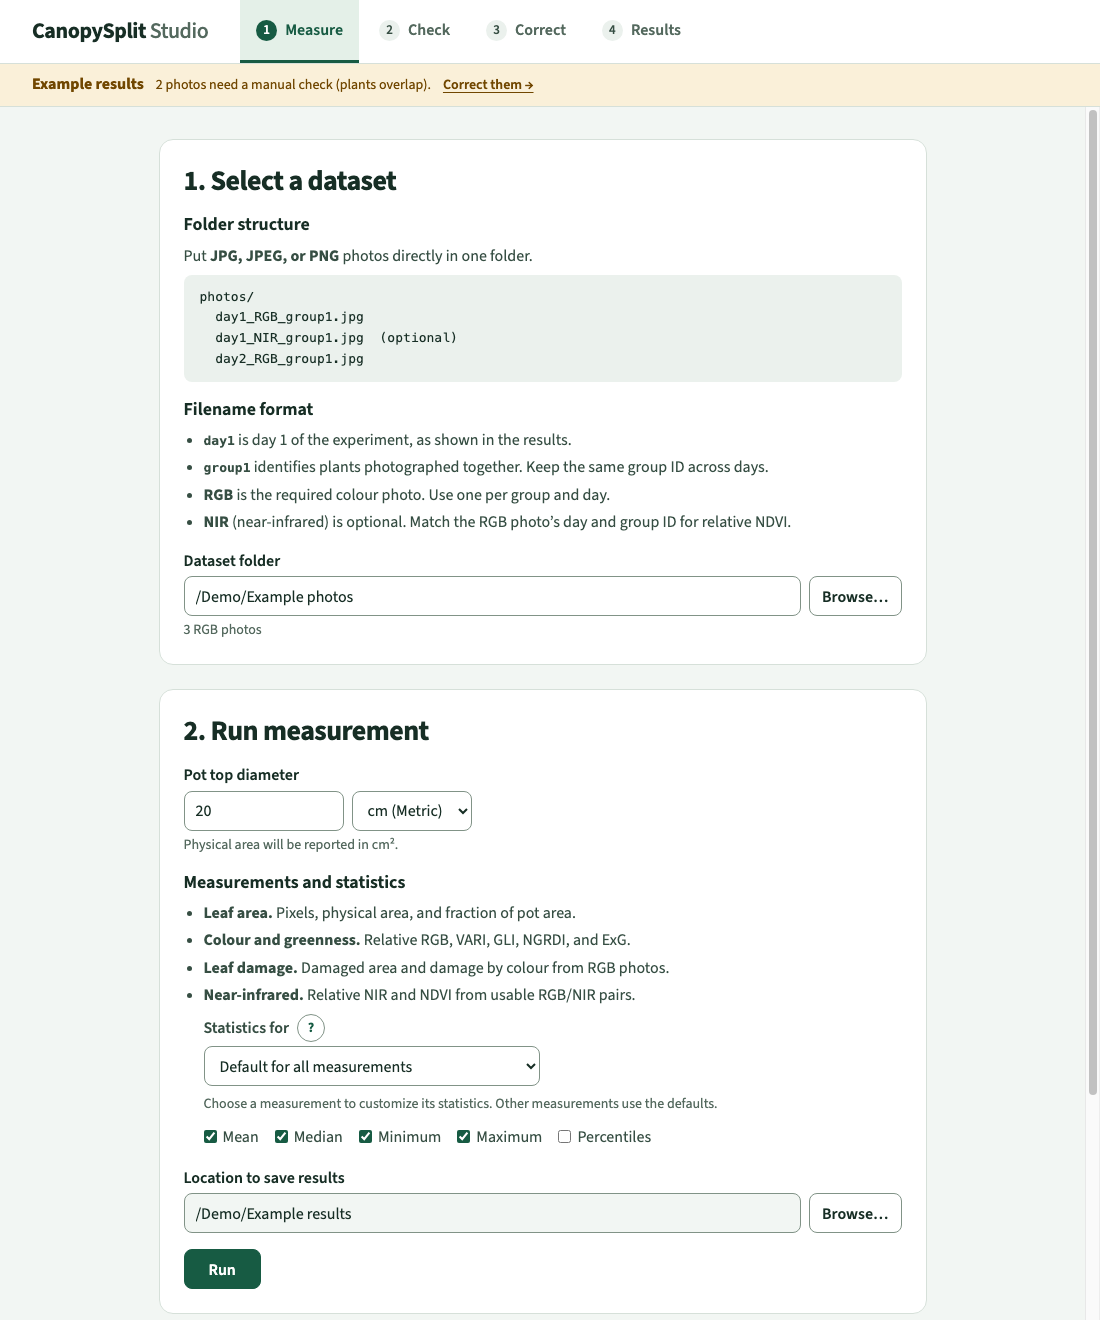 CanopySplit Studio
1 Measure
2 Check
3 Correct
4 Results
Example results 2 photos need a manual check (plants overlap). Correct them →
1. Select a dataset
Folder structure
Put JPG, JPEG, or PNG photos directly in one folder.
photos/
day1_RGB_group1.jpg
day1_NIR_group1.jpg (optional)
day2_RGB_group1.jpg
Filename format
• day1 is day 1 of the experiment, as shown in the results.
• group1 identifies plants photographed together. Keep the same group ID across days.
• RGB is the required colour photo. Use one per group and day.
• NIR (near-infrared) is optional. Match the RGB photo’s day and group ID for relative NDVI.
Dataset folder
/Demo/Example photos
Browse…
3 RGB photos
2. Run measurement
Pot top diameter
20
cm (Metric)
Physical area will be reported in cm².
Measurements and statistics
• Leaf area. Pixels, physical area, and fraction of pot area.
• Colour and greenness. Relative RGB, VARI, GLI, NGRDI, and ExG.
• Leaf damage. Damaged area and damage by colour from RGB photos.
• Near-infrared. Relative NIR and NDVI from usable RGB/NIR pairs.
Statistics for ?
Default for all measurements
Choose a measurement to customize its statistics. Other measurements use the defaults.
Mean Median Minimum Maximum Percentiles
Location to save results
/Demo/Example results
Browse…
Run